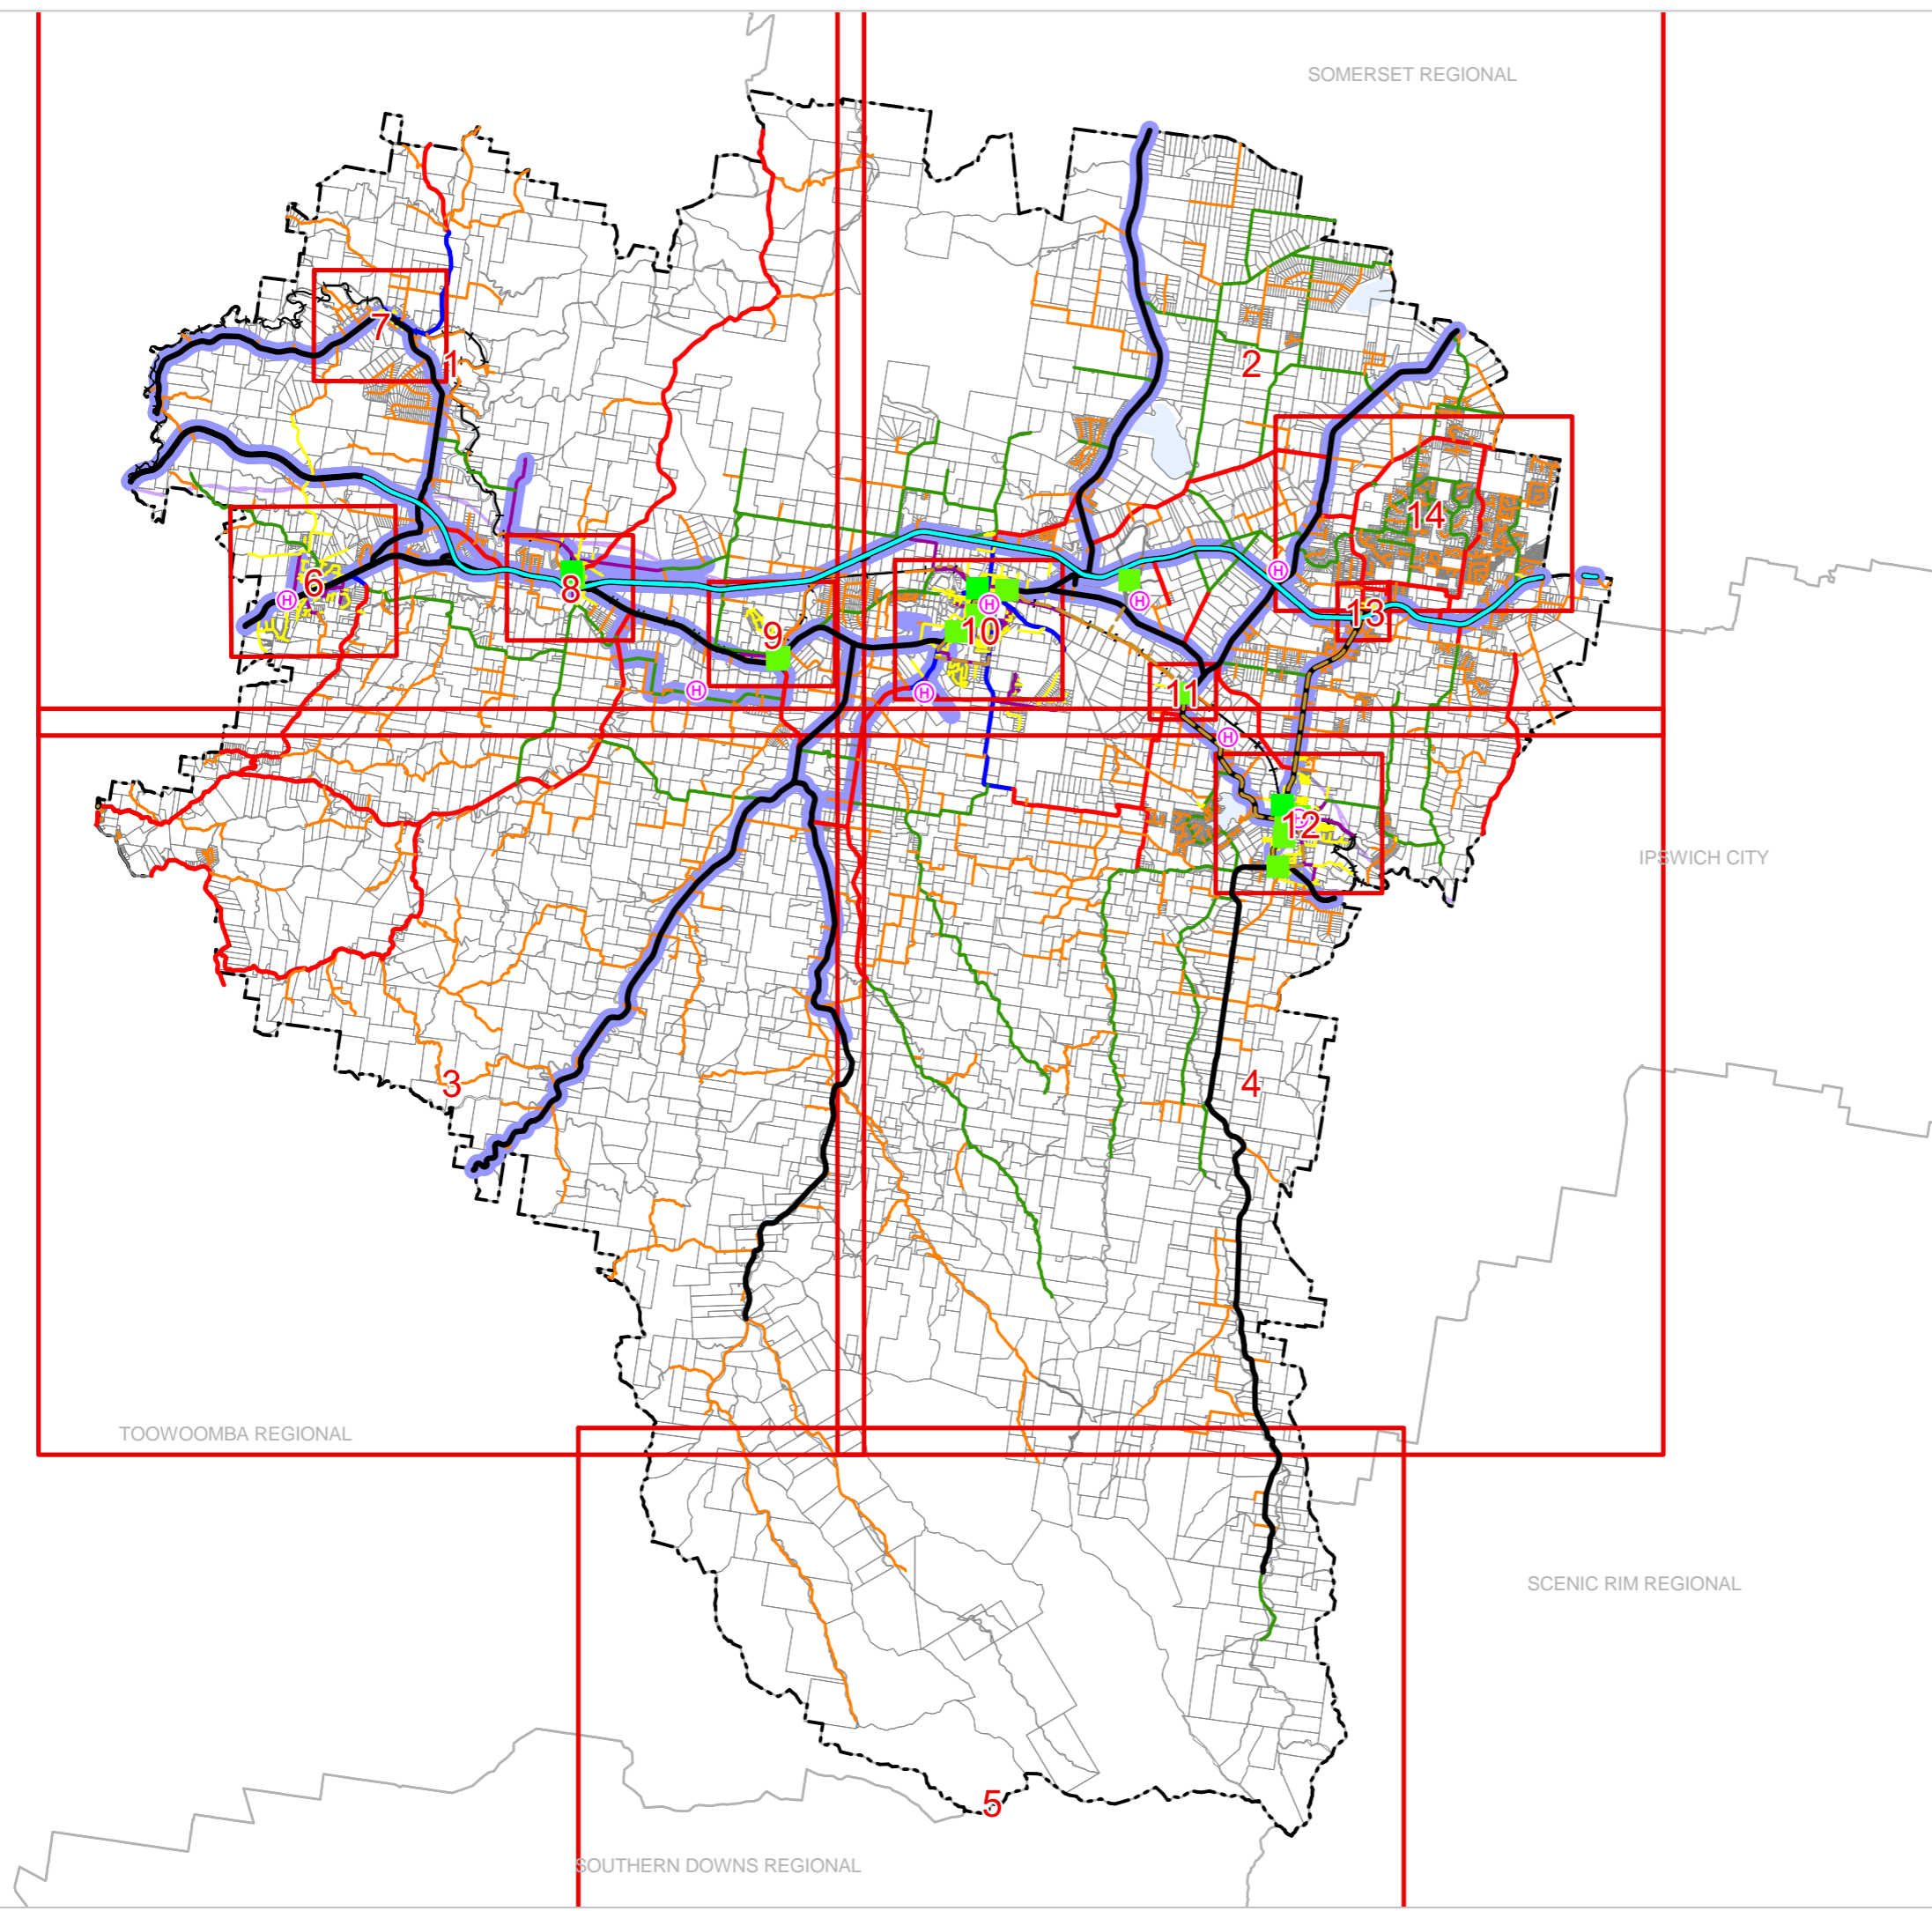 SOMERSET REGIONAL
7
1
2
14
6
8
13
9
10
H
H
H
H
H
H
11
H
12
IPSWICH CITY
3
4
TOOWOOMBA REGIONAL
SCENIC RIM REGIONAL
5
SOUTHERN DOWNS REGIONAL